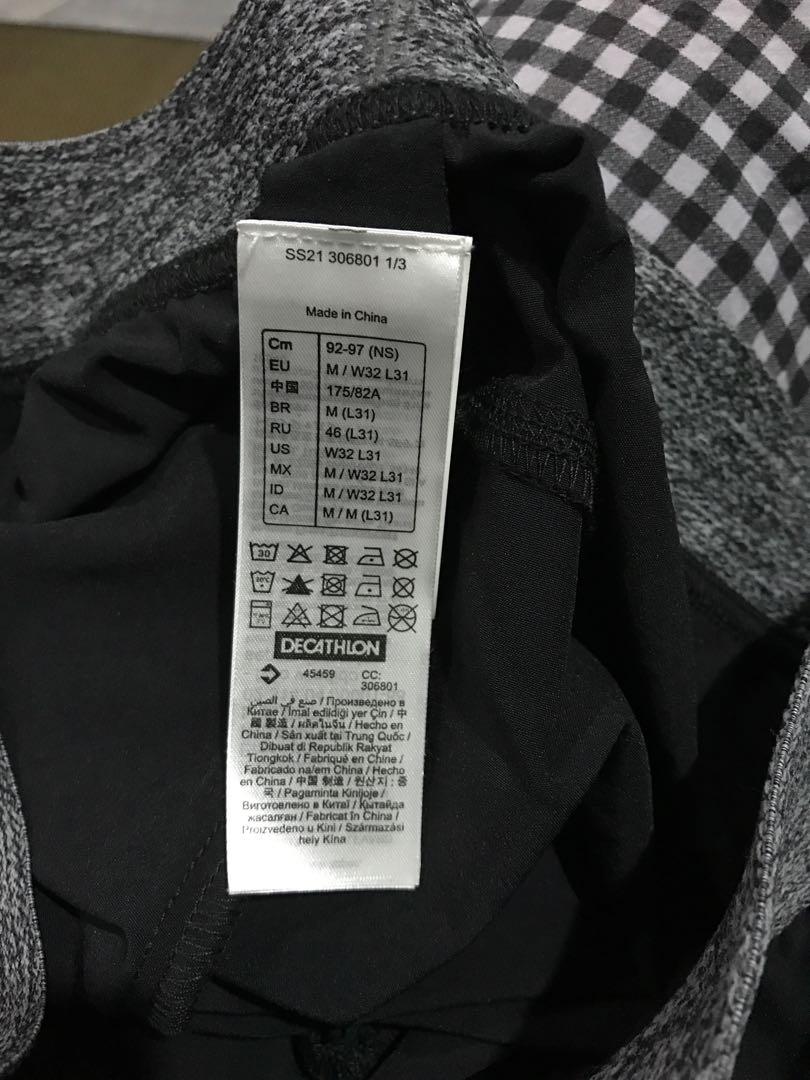 SS21 306801 1/3
Made in China
Cm 92-97 (NS)
EU M / W32 L31
中国 175/82A
BR M (L31)
RU 46 (L31)
US W32 L31
MX M / W32 L31
ID M / W32 L31
CA M / M (L31)
30
DECATHLON
45459 CC:
306801
صنع في الصين / Произведено в
Китае / İmal edildiği yer Çin / 中
國 製造 / ผลิตในจีน / Hecho en
China / Sản xuất tại Trung Quốc /
Dibuat di Republik Rakyat
Tiongkok / Fabriqué en Chine /
Fabricado na/em China / Hecho
en China / 中国 制造 / 원산지 : 중
국 / Pagaminta Kinijoje /
Виготовлено в Китаї / Қытайда
жасалған / Fabricat în China /
Proizvedeno u Kini / Származási
hely Kína